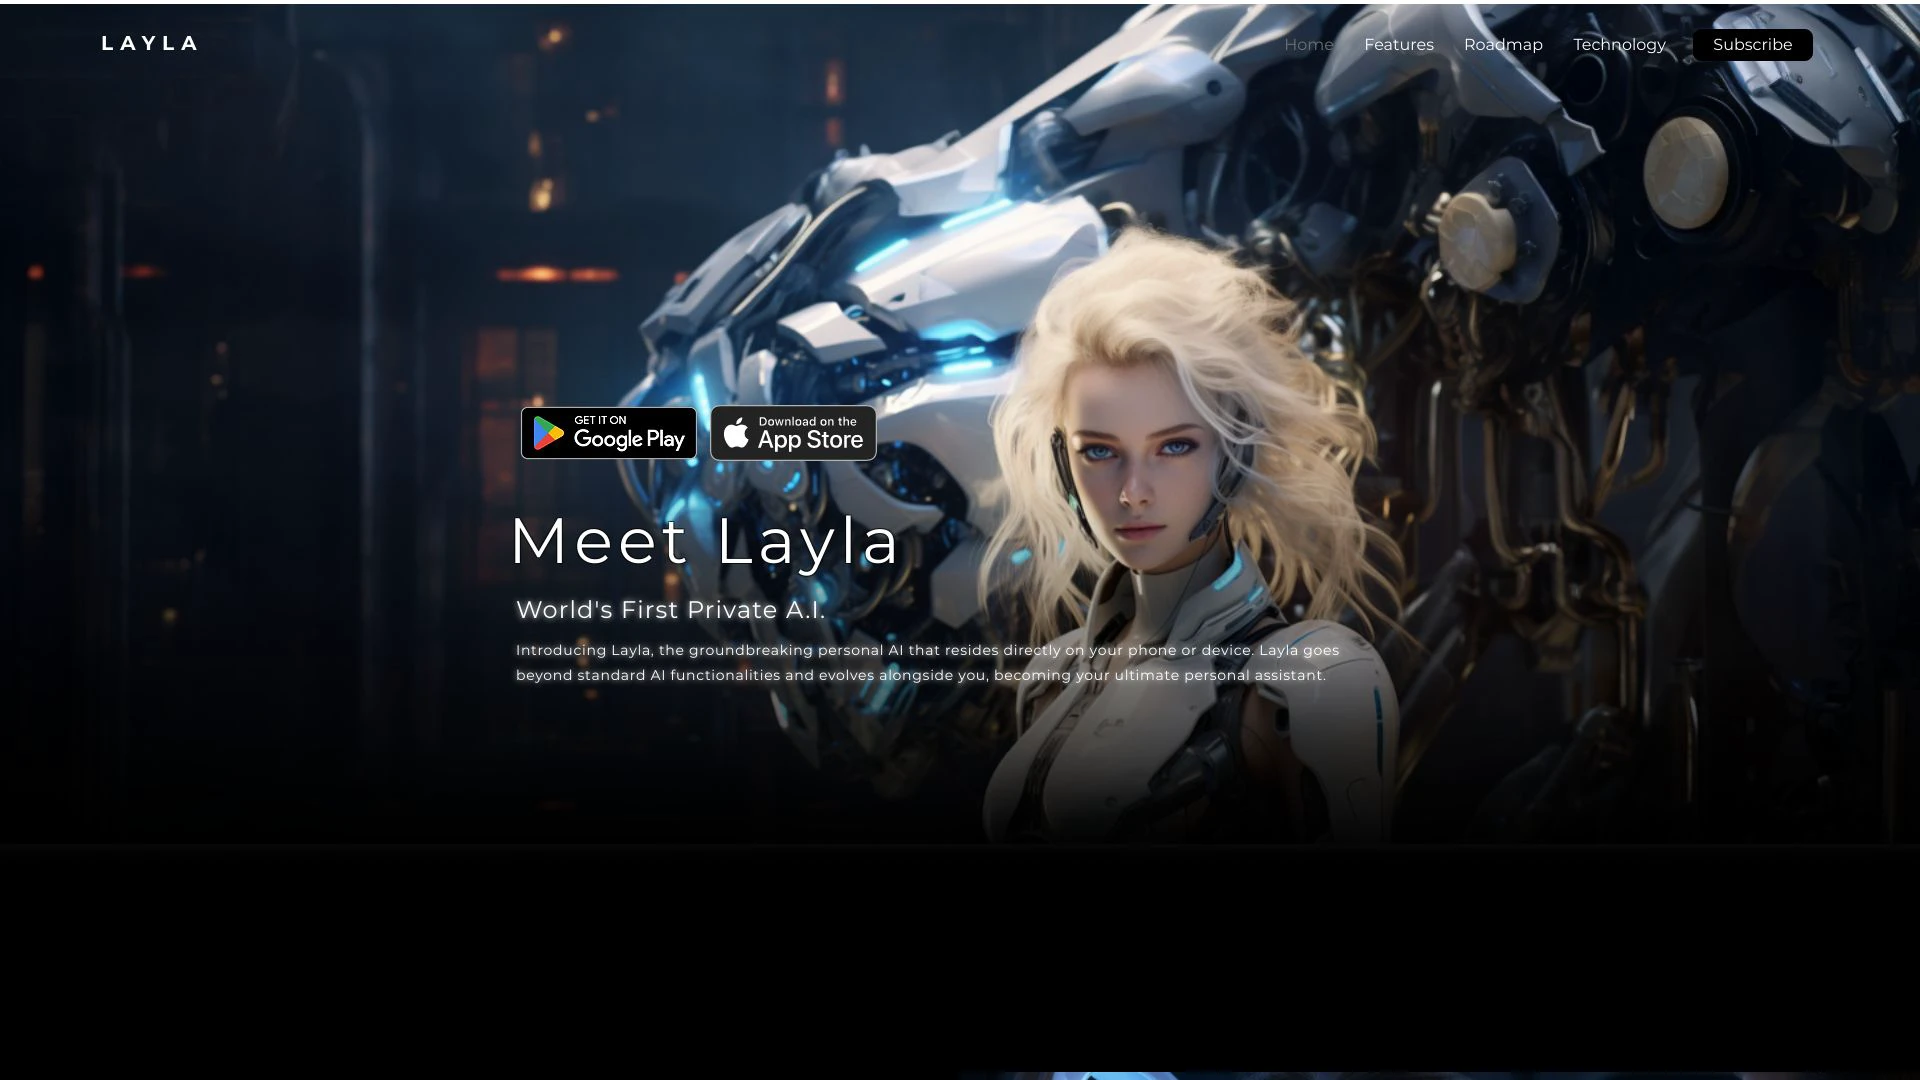 LAYLA
Home Features Roadmap Technology Subscribe
GET IT ON
Google Play
Download on the
App Store
Meet Layla
World's First Private A.I.
Introducing Layla, the groundbreaking personal AI that resides directly on your phone or device. Layla goes
beyond standard AI functionalities and evolves alongside you, becoming your ultimate personal assistant.